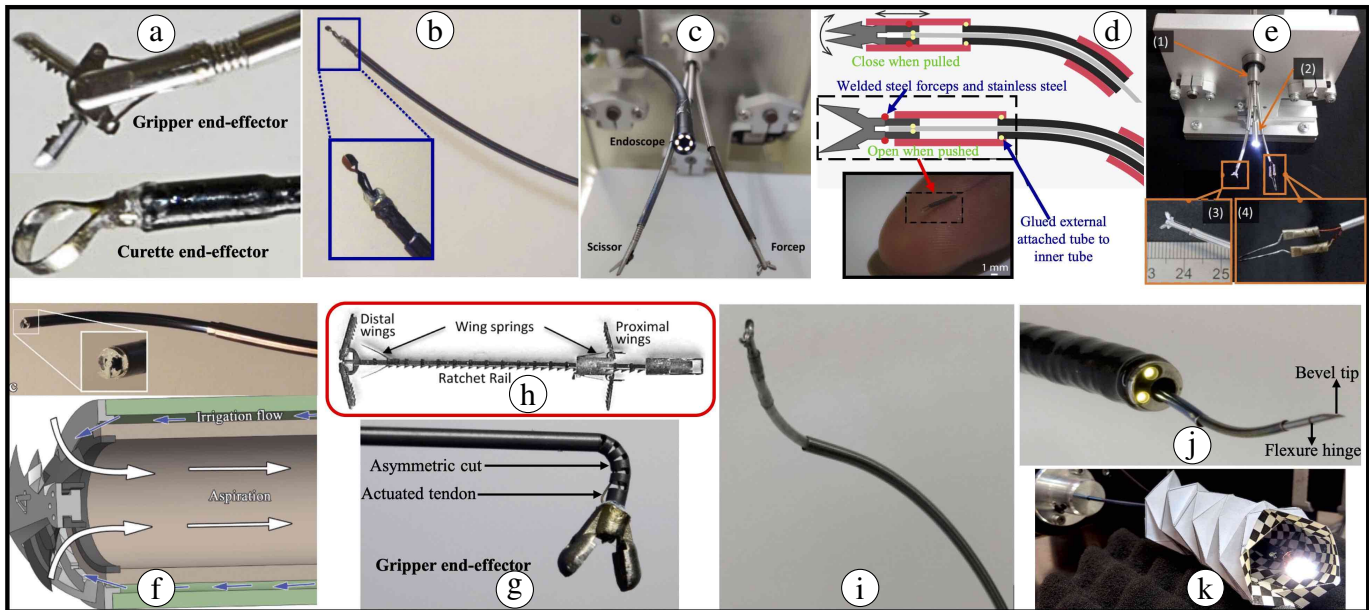 a
Gripper end-effector
Curette end-effector
b
c
Endoscope
Scissor
Forcep
d
Close when pulled
Welded steel forceps and stainless steel
Open when pushed
Glued external
attached tube to
inner tube
1 mm
e
(1)
(2)
(3)
(4)
3 24 25
e
Irrigation flow
Aspiration
f
Distal
wings
Wing springs
Proximal
wings
Ratchet Rail
h
Asymmetric cut
Actuated tendon
Gripper end-effector
g
i
Bevel tip
j
Flexure hinge
k